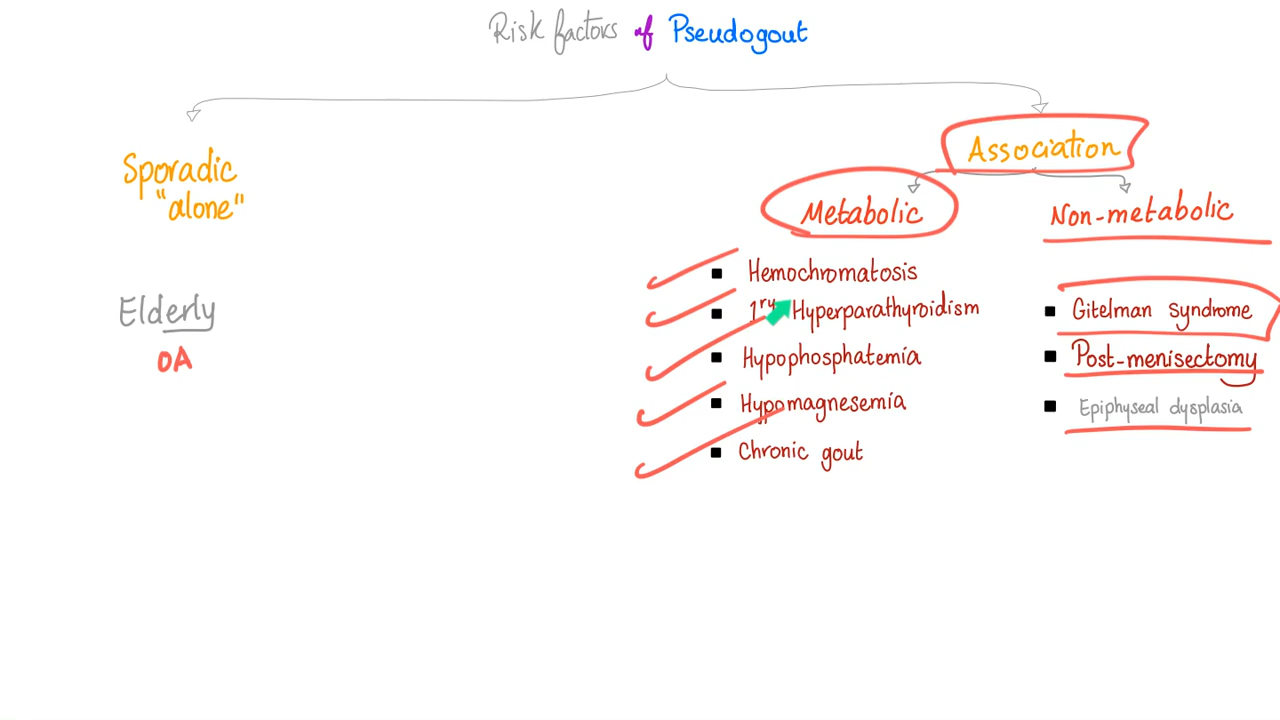 Risk factors of Pseudogout
Sporadic
"alone"
Elderly
OA
Association
Metabolic
Hemochromatosis
1ry Hyperparathyroidism
Hypophosphatemia
Hypomagnesemia
Chronic gout
Non-metabolic
Gitelman syndrome
Post-menisectomy
Epiphyseal dysplasia